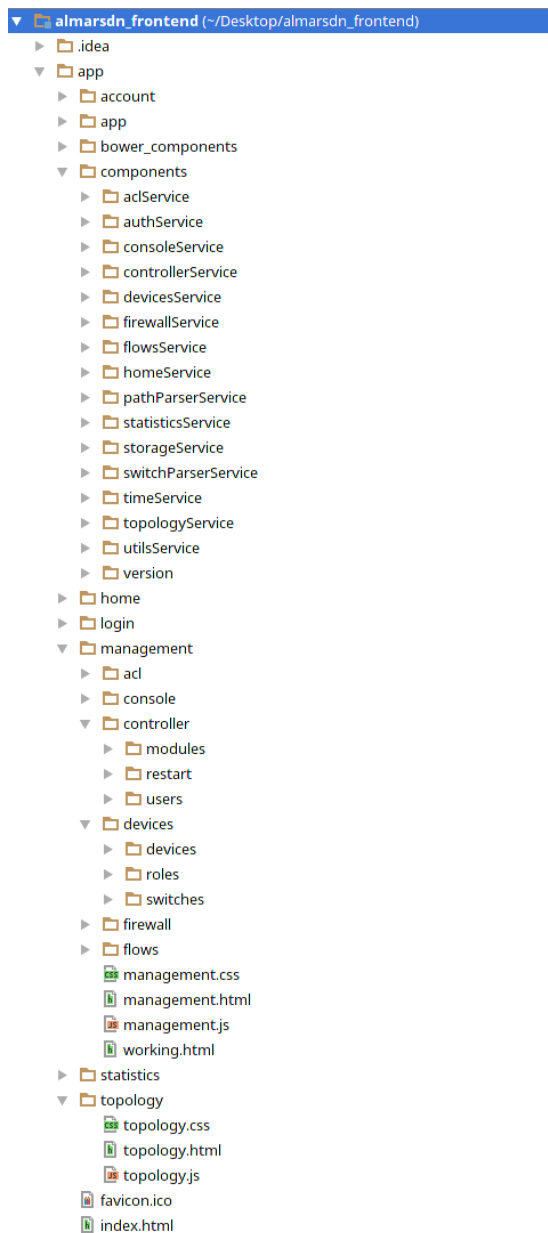 almarsdn_frontend (~/Desktop/almarsdn_frontend)
.idea
app
account
app
bower_components
components
aclService
authService
consoleService
controllerService
devicesService
firewallService
flowsService
homeService
pathParserService
statisticsService
storageService
switchParserService
timeService
topologyService
utilsService
version
home
login
management
acl
console
controller
modules
restart
users
devices
devices
roles
switches
firewall
flows
management.css
management.html
management.js
working.html
statistics
topology
topology.css
topology.html
topology.js
favicon.ico
index.html